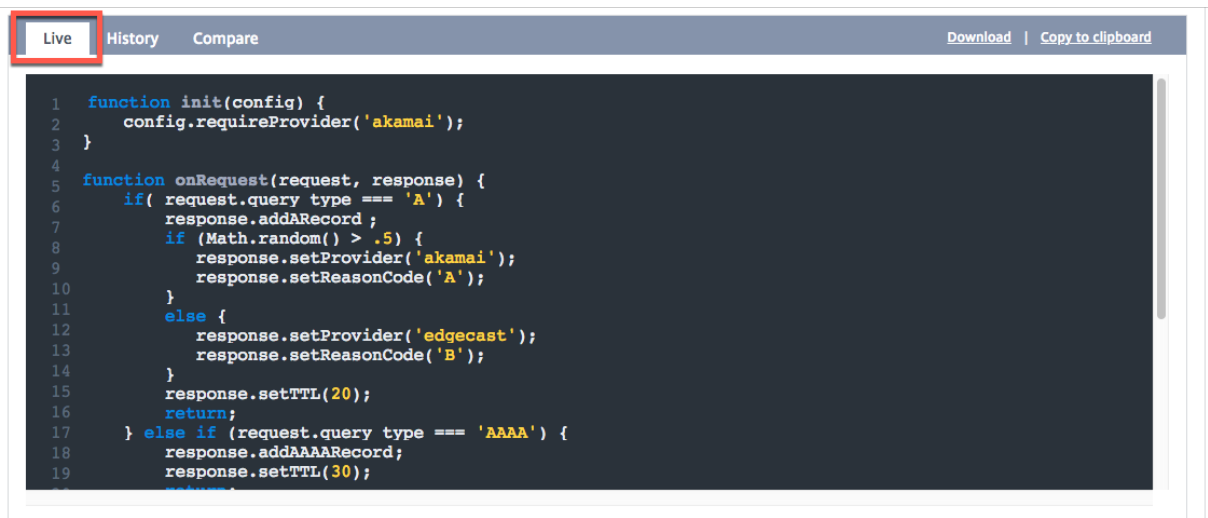 Live History Compare Download | Copy to clipboard
1 function init(config) {
2 config.requireProvider('akamai');
3 }
4
5 function onRequest(request, response) {
6 if( request.query type === 'A') {
7 response.addARecord ;
8 if (Math.random() > .5) {
9 response.setProvider('akamai');
10 response.setReasonCode('A');
11 }
12 else {
13 response.setProvider('edgecast');
14 response.setReasonCode('B');
15 }
16 response.setTTL(20);
17 return;
18 } else if (request.query type === 'AAAA') {
19 response.addAAAARecord;
response.setTTL(30);
return;